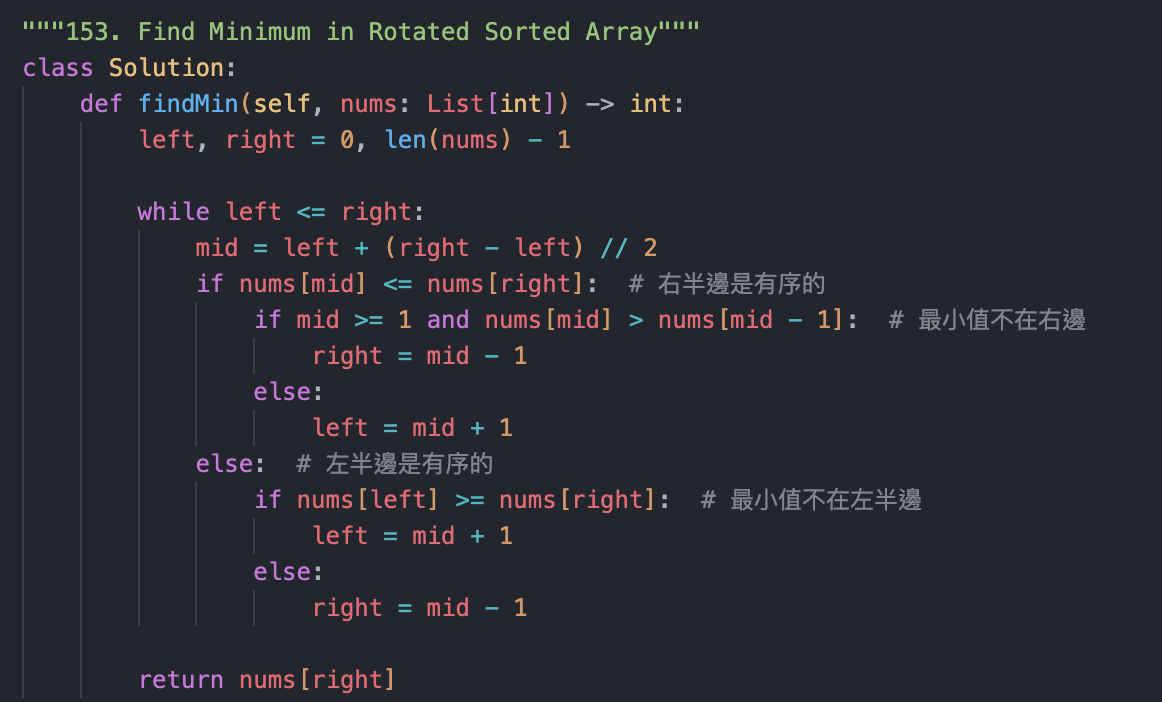 """153. Find Minimum in Rotated Sorted Array"""
class Solution:
    def findMin(self, nums: List[int]) -> int:
        left, right = 0, len(nums) - 1

        while left <= right:
            mid = left + (right - left) // 2
            if nums[mid] <= nums[right]:  # 右半邊是有序的
                if mid >= 1 and nums[mid] > nums[mid - 1]:  # 最小值不在右邊
                    right = mid - 1
                else:
                    left = mid + 1
            else:  # 左半邊是有序的
                if nums[left] >= nums[right]:  # 最小值不在左半邊
                    left = mid + 1
                else:
                    right = mid - 1

        return nums[right]